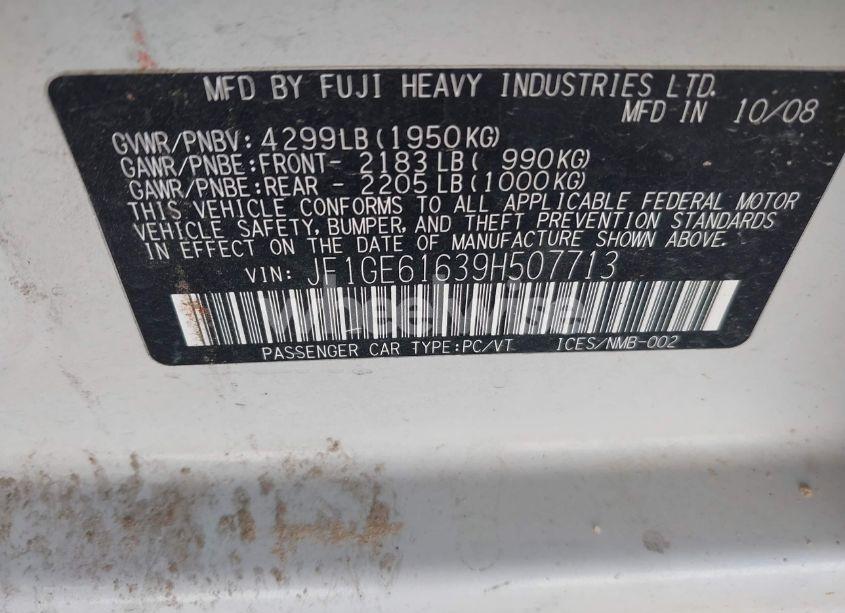 MFD BY FUJI HEAVY INDUSTRIES LTD.
MFD IN 10/08
GVWR/PNBV: 4299LB(1950KG)
GAWR/PNBE:FRONT- 2183LB( 990KG)
GAWR/PNBE:REAR - 2205LB(1000KG)
THIS VEHICLE CONFORMS TO ALL APPLICABLE FEDERAL MOTOR
VEHICLE SAFETY, BUMPER, AND THEFT PREVENTION STANDARDS
IN EFFECT ON THE DATE OF MANUFACTURE SHOWN ABOVE.
VIN: JF1GE61639H507713
wheelwise
PASSENGER CAR TYPE:PC/VT ICES/NMB-002